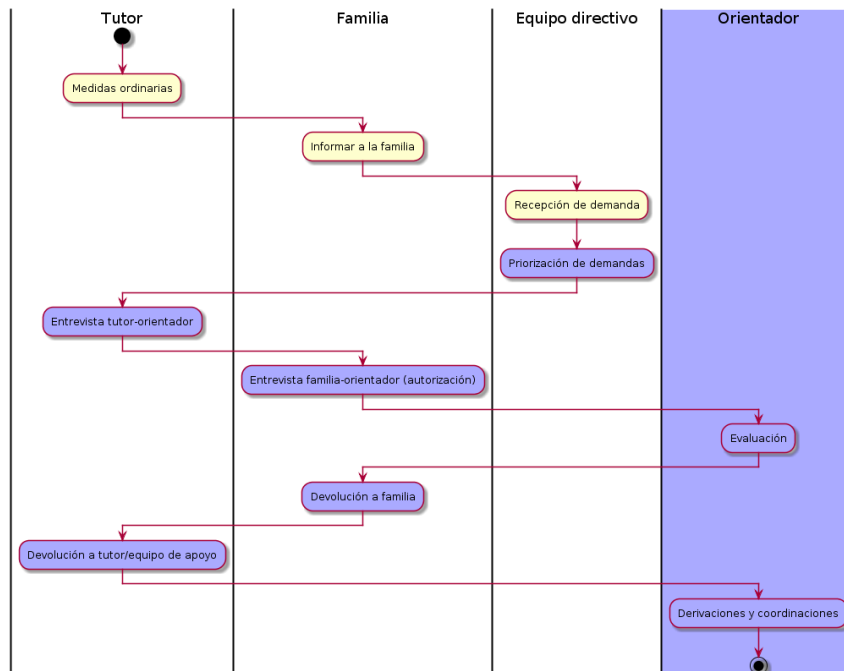 Tutor
Familia
Equipo directivo
Orientador
Medidas ordinarias
Informar a la familia
Recepción de demanda
Priorización de demandas
Entrevista tutor-orientador
Entrevista familia-orientador (autorización)
Evaluación
Devolución a familia
Devolución a tutor/equipo de apoyo
Derivaciones y coordinaciones